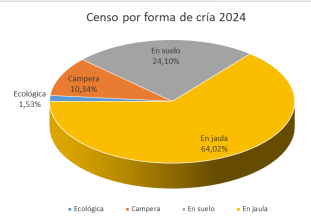 Censo por forma de cría 2024
En suelo
24,10%
Campera
10,34%
Ecológica
1,53%
En jaula
64,02%
Ecológica Campera En suelo En jaula